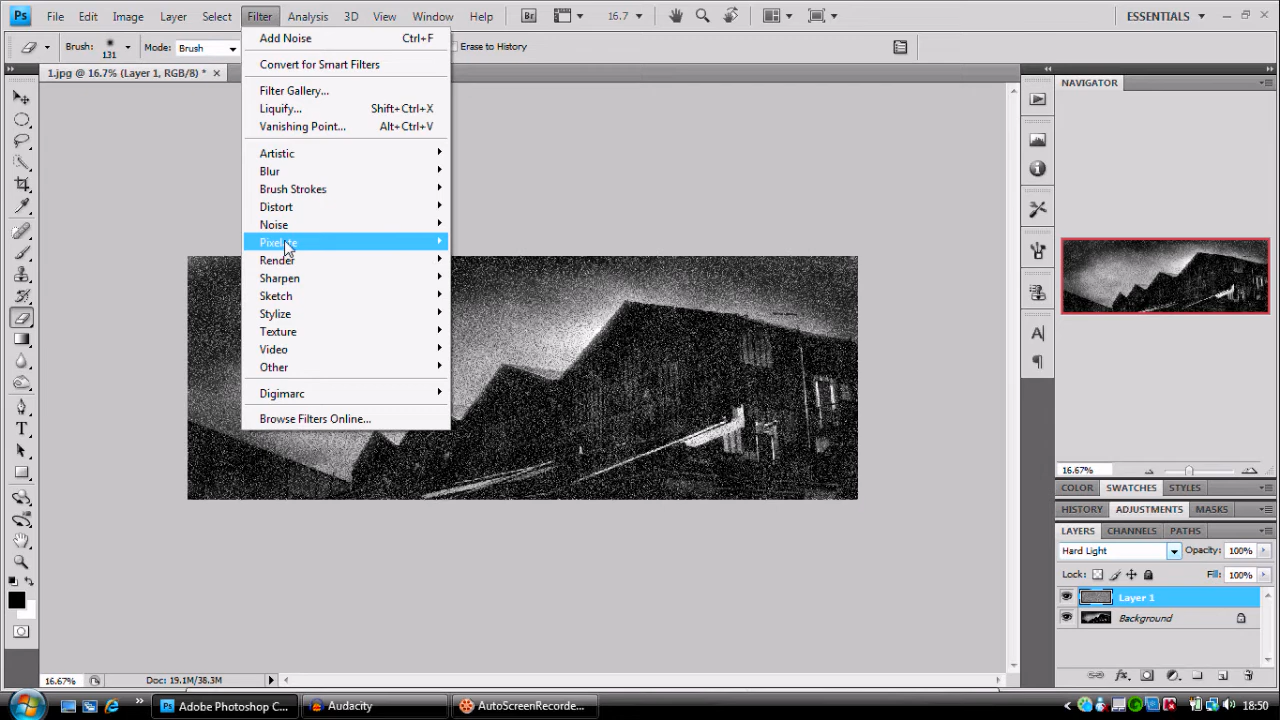 Ps File Edit Image Layer Select Filter Analysis 3D View Window Help Br 16.7 ESSENTIALS
Brush: 131 Mode: Brush Erase to History
1.jpg @ 16.7% (Layer 1, RGB/8) *
Add Noise Ctrl+F
Convert for Smart Filters
Filter Gallery...
Liquify... Shift+Ctrl+X
Vanishing Point... Alt+Ctrl+V
Artistic
Blur
Brush Strokes
Distort
Noise
Pixelate
Render
Sharpen
Sketch
Stylize
Texture
Video
Other
Digimarc
Browse Filters Online...
NAVIGATOR
16.67%
COLOR SWATCHES STYLES
HISTORY ADJUSTMENTS MASKS
LAYERS CHANNELS PATHS
Hard Light Opacity: 100%
Lock: Fill: 100%
Layer 1
Background
16.67% Doc: 19.1M/38.3M
Adobe Photoshop C... Audacity AutoScreenRecorde... 18:50